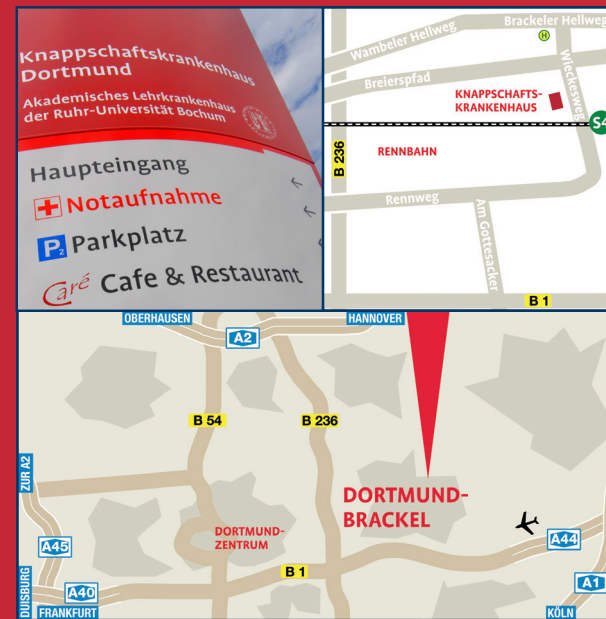 Knappschaftskrankenhaus
Dortmund
Akademisches Lehrkrankenhaus
der Ruhr-Universität Bochum
Haupteingang
Notaufnahme
P2 Parkplatz
Caré Cafe & Restaurant
Brackeler Hellweg
H
Wambeler Hellweg
Wieckesweg
Breierspfad
KNAPPSCHAFTS-
KRANKENHAUS
S4
B 236
RENNBAHN
Rennweg
Am Gottesacker
B 1
OBERHAUSEN
HANNOVER
A2
B 54
B 236
ZUR A2
DORTMUND-
BRACKEL
DORTMUND-
ZENTRUM
A45
A44
B 1
DUISBURG
A40
A1
FRANKFURT
KÖLN